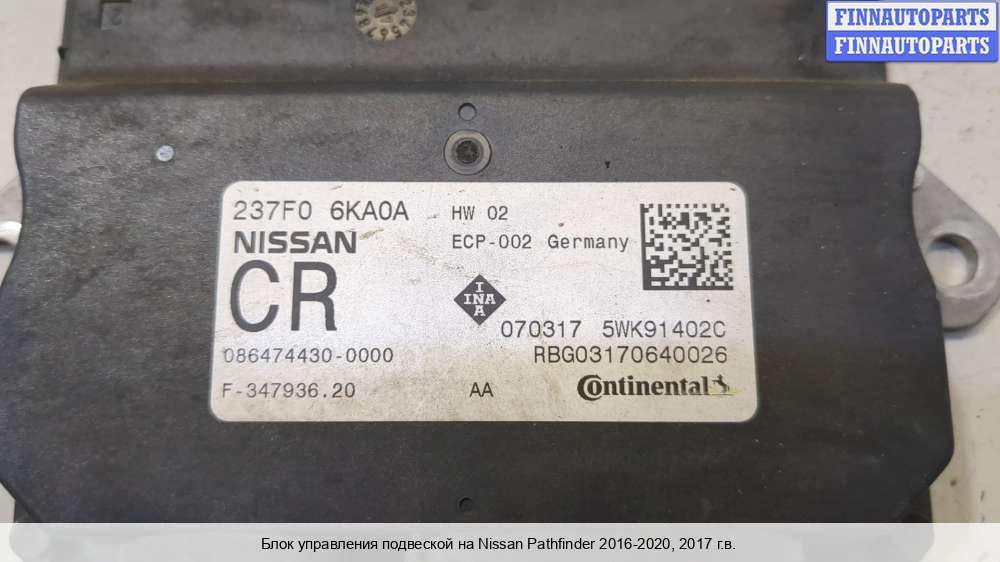 FINNAUTOPARTS
FINNAUTOPARTS
237F0 6KA0A
HW 02
NISSAN
ECP-002 Germany
CR
INA
INA
070317 5WK91402C
086474430-0000
RBG03170640026
F-347936.20
AA
Continental
Блок управления подвеской на Nissan Pathfinder 2016-2020, 2017 г.в.